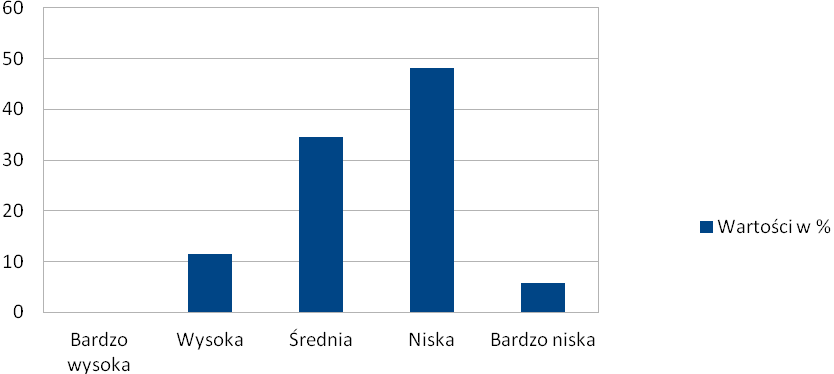 60
50
40
30
20
10
0
Bardzo
wysoka
Wysoka
Średnia
Niska
Bardzo niska
Wartości w %